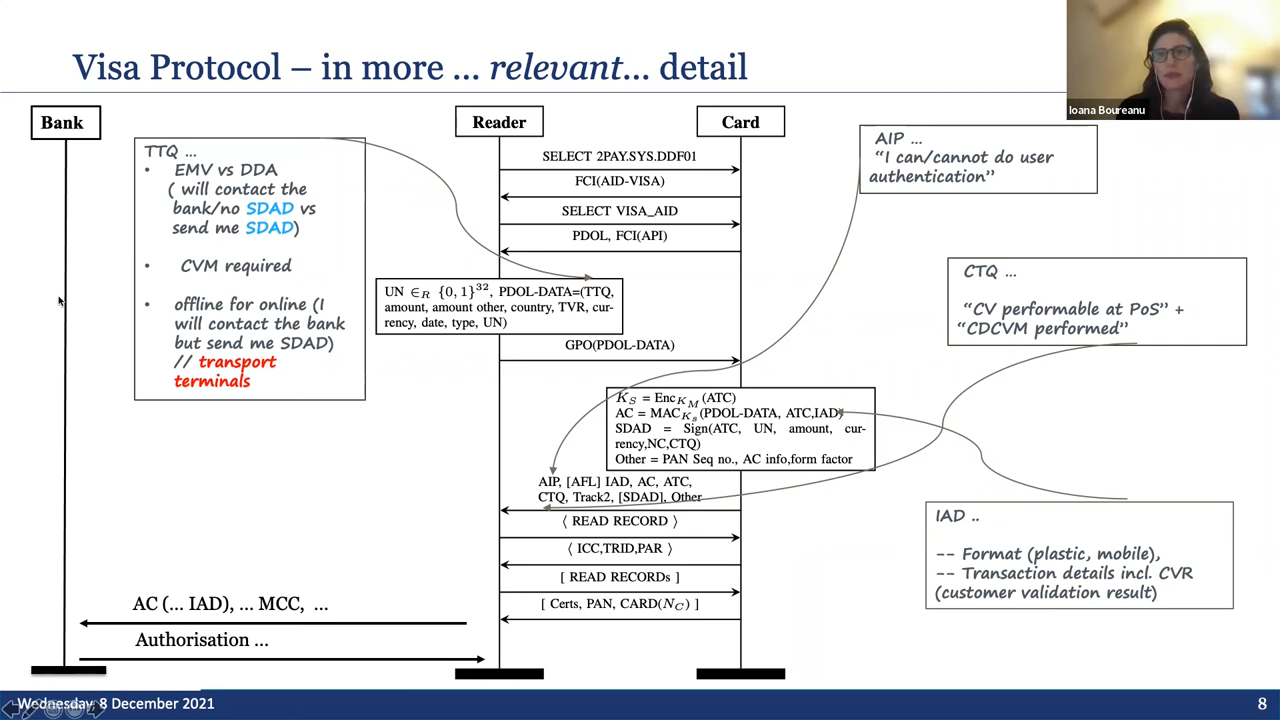 Visa Protocol – in more … relevant… detail
Ioana Boureanu
Bank
Reader
Card
TTQ …
• EMV vs DDA
( will contact the
bank/no SDAD vs
send me SDAD)
• CVM required
• offline for online (I
will contact the bank
but send me SDAD)
// transport
terminals
SELECT 2PAY.SYS.DDF01
FCI(AID-VISA)
SELECT VISA_AID
PDOL, FCI(API)
UN ∈R {0, 1}^32, PDOL-DATA=(TTQ,
amount, amount other, country, TVR, cur-
rency, date, type, UN)
GPO(PDOL-DATA)
K_S = Enc_K_M(ATC)
AC = MAC_K_s(PDOL-DATA, ATC,IAD)
SDAD = Sign(ATC, UN, amount, cur-
rency,NC,CTQ)
Other = PAN Seq no., AC info,form factor
AIP, [AFL] IAD, AC, ATC,
CTQ, Track2, [SDAD], Other
⟨ READ RECORD ⟩
⟨ ICC,TRID,PAR ⟩
[ READ RECORDs ]
[ Certs, PAN, CARD(N_C) ]
AC (… IAD), … MCC, …
Authorisation …
AIP …
“I can/cannot do user
authentication”
CTQ …
“CV performable at PoS” +
“CDCVM performed”
IAD ..
-- Format (plastic, mobile),
-- Transaction details incl. CVR
(customer validation result)
Wednesday, 8 December 2021
8